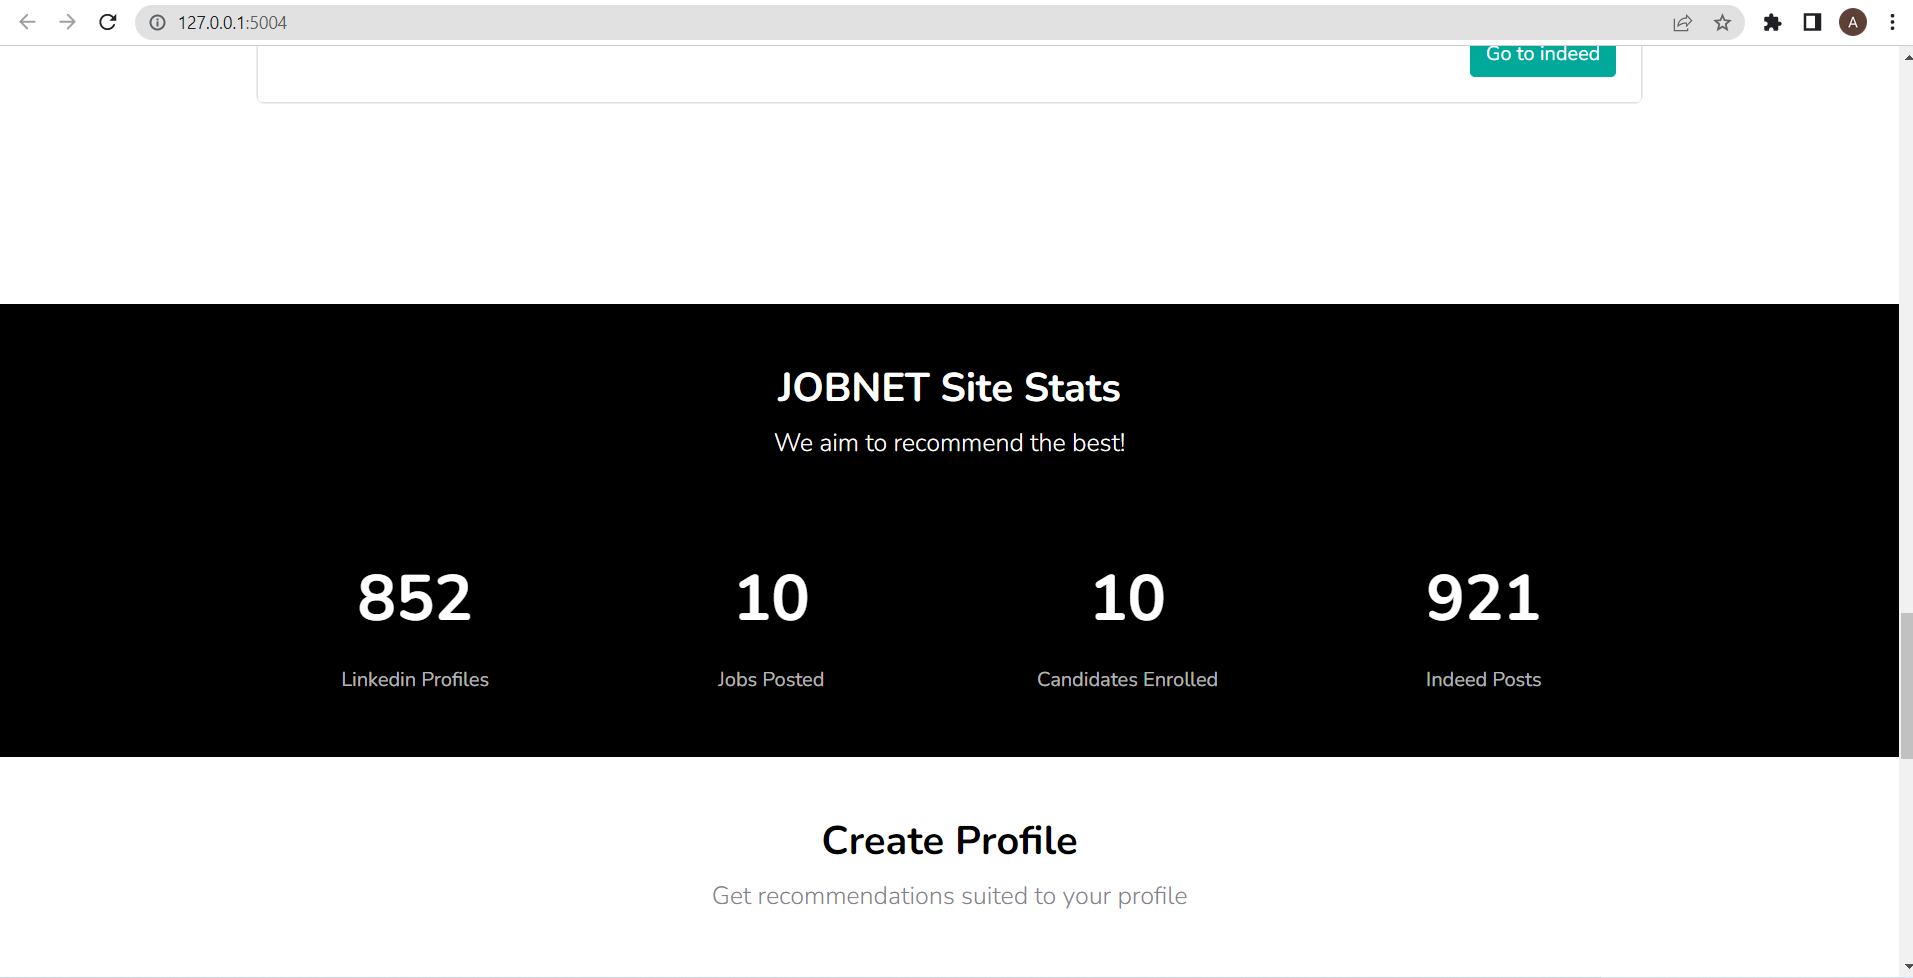 127.0.0.1:5004
A
Go to indeed
JOBNET Site Stats
We aim to recommend the best!
852 10 10 921
Linkedin Profiles Jobs Posted Candidates Enrolled Indeed Posts
Create Profile
Get recommendations suited to your profile